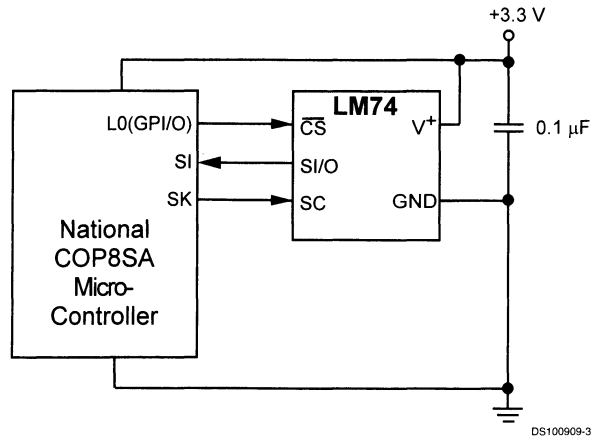 +3.3 V
LM74
L0(GPI/O)
CS
V+
0.1 μF
SI
SI/O
SK
SC
GND
National
COP8SA
Micro-
Controller
DS100909-3